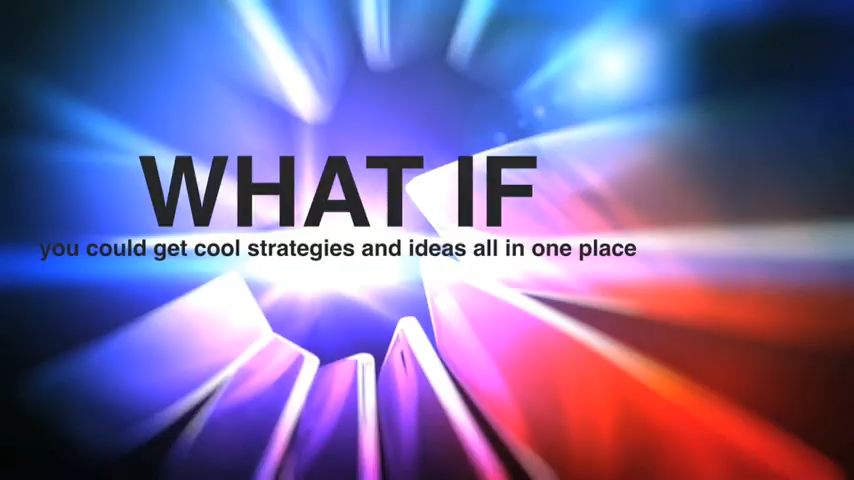 WHAT IF
you could get cool strategies and ideas all in one place